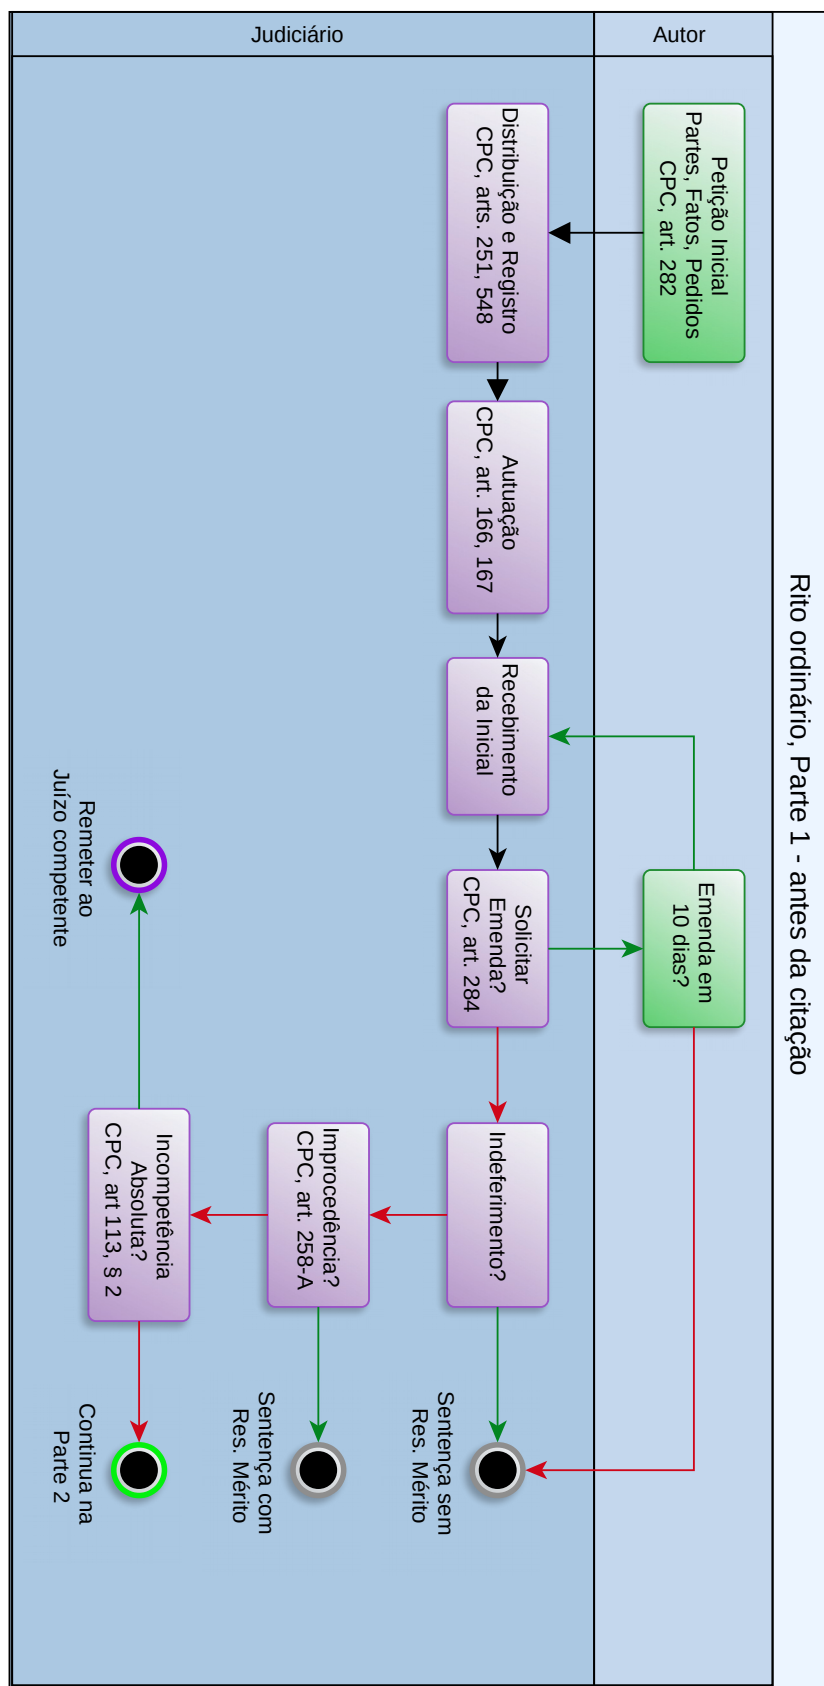 Rito ordinário, Parte 1 - antes da citação
Autor
Judiciário
Petição Inicial
Partes, Fatos, Pedidos
CPC, art. 282
Distribuição e Registro
CPC, arts. 251, 548
Autuação
CPC, art. 166, 167
Recebimento
da Inicial
Solicitar
Emenda?
CPC, art. 284
Emenda em
10 dias?
Indeferimento?
Sentença sem
Res. Mérito
Improcedência?
CPC, art. 258-A
Sentença com
Res. Mérito
Incompetência
Absoluta?
CPC, art 113, § 2
Remeter ao
Juízo competente
Continua na
Parte 2